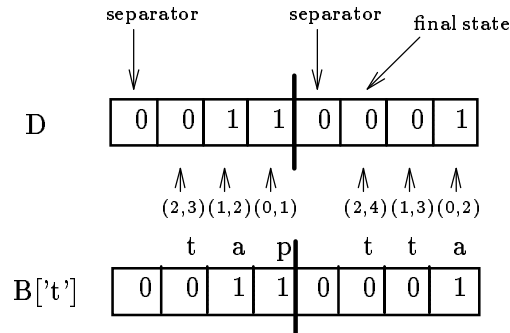 separator separator
final state
D 0 0 1 1 0 0 0 1
(2,3) (1,2) (0,1) (2,4) (1,3) (0,2)
t a p t t a
B['t'] 0 0 1 1 0 0 0 1